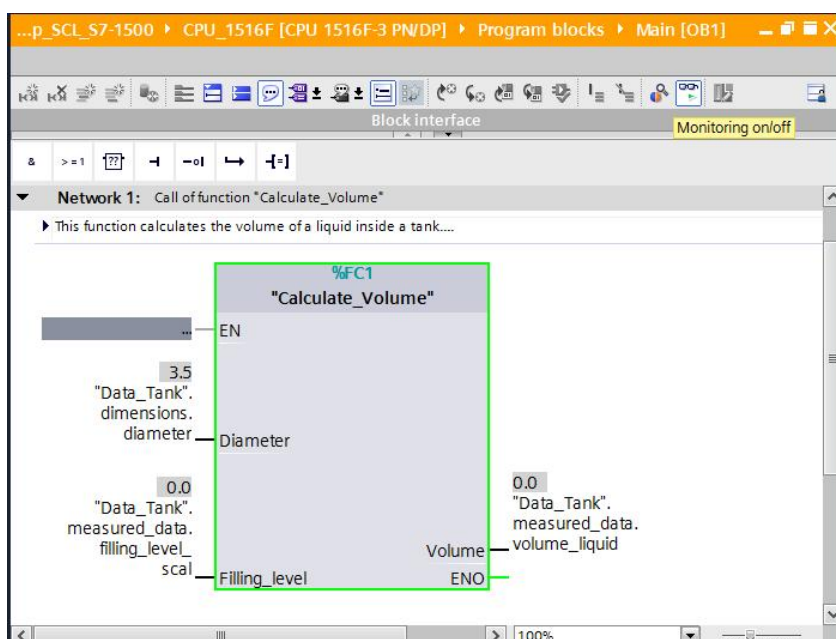 ...p_SCL_S7-1500 ▸ CPU_1516F [CPU 1516F-3 PN/DP] ▸ Program blocks ▸ Main [OB1]
Block interface
Monitoring on/off
& >=1 ??
Network 1: Call of function "Calculate_Volume"
This function calculates the volume of a liquid inside a tank....
%FC1
"Calculate_Volume"
... EN
3.5
"Data_Tank".
dimensions.
diameter
Diameter
0.0
"Data_Tank".
measured_data.
filling_level_
scal
Filling_level
0.0
"Data_Tank".
measured_data.
volume_liquid
Volume
ENO
100%